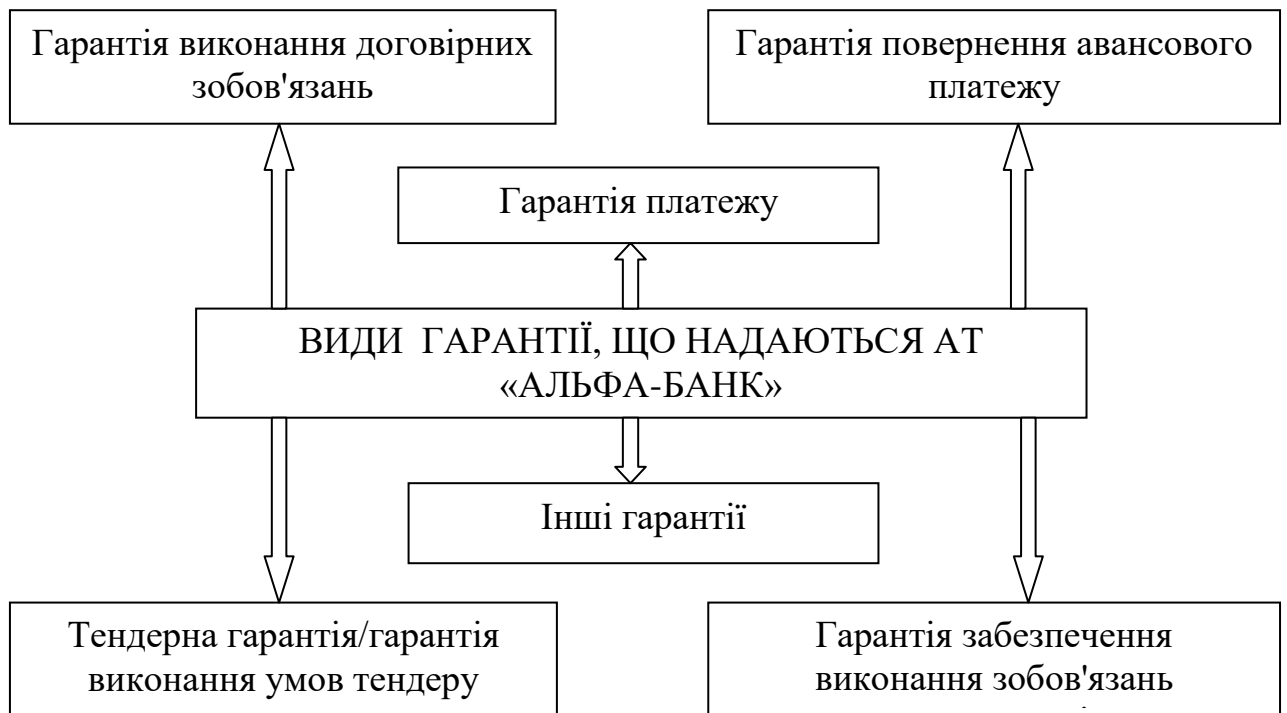 Гарантія виконання договірних
зобов'язань
Гарантія повернення авансового
платежу
Гарантія платежу
ВИДИ ГАРАНТІЇ, ЩО НАДАЮТЬСЯ АТ
«АЛЬФА-БАНК»
Інші гарантії
Тендерна гарантія/гарантія
виконання умов тендеру
Гарантія забезпечення
виконання зобов'язань